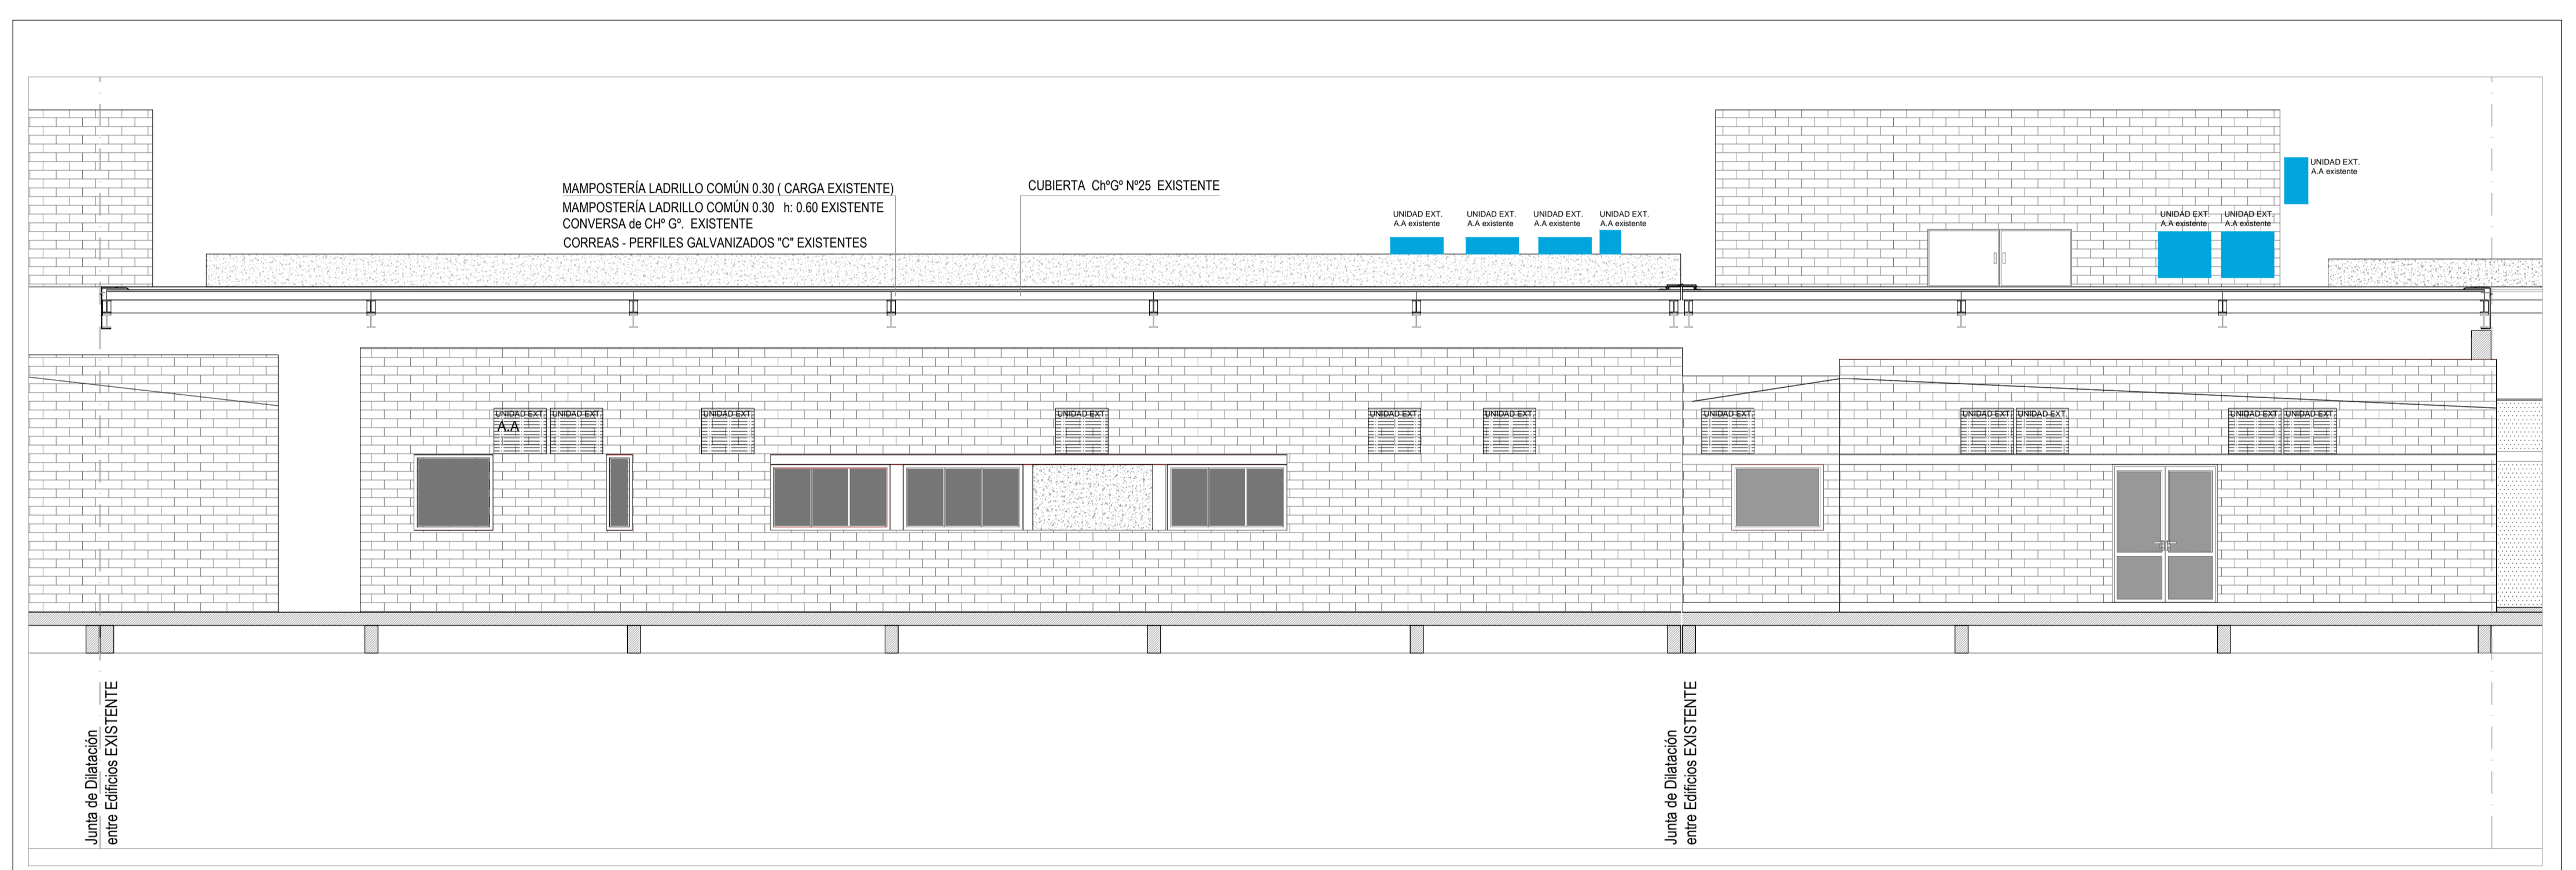 MAMPOSTERÍA LADRILLO COMÚN 0.30 ( CARGA EXISTENTE)
MAMPOSTERÍA LADRILLO COMÚN 0.30 h: 0.60 EXISTENTE
CONVERSA de CHº Gº. EXISTENTE
CORREAS - PERFILES GALVANIZADOS "C" EXISTENTES
CUBIERTA ChºGº Nº25 EXISTENTE
UNIDAD EXT.
A.A existente
UNIDAD EXT.
A.A existente
UNIDAD EXT.
A.A existente
UNIDAD EXT.
A.A existente
UNIDAD EXT.
A.A existente
UNIDAD EXT.
A.A existente
UNIDAD EXT.
A.A existente
UNIDAD EXT.
A.A
UNIDAD EXT.
UNIDAD EXT.
UNIDAD EXT.
UNIDAD EXT.
UNIDAD EXT.
UNIDAD EXT.
UNIDAD EXT.
UNIDAD EXT.
UNIDAD EXT.
UNIDAD EXT.
Junta de Dilatación
entre Edificios EXISTENTE
Junta de Dilatación
entre Edificios EXISTENTE